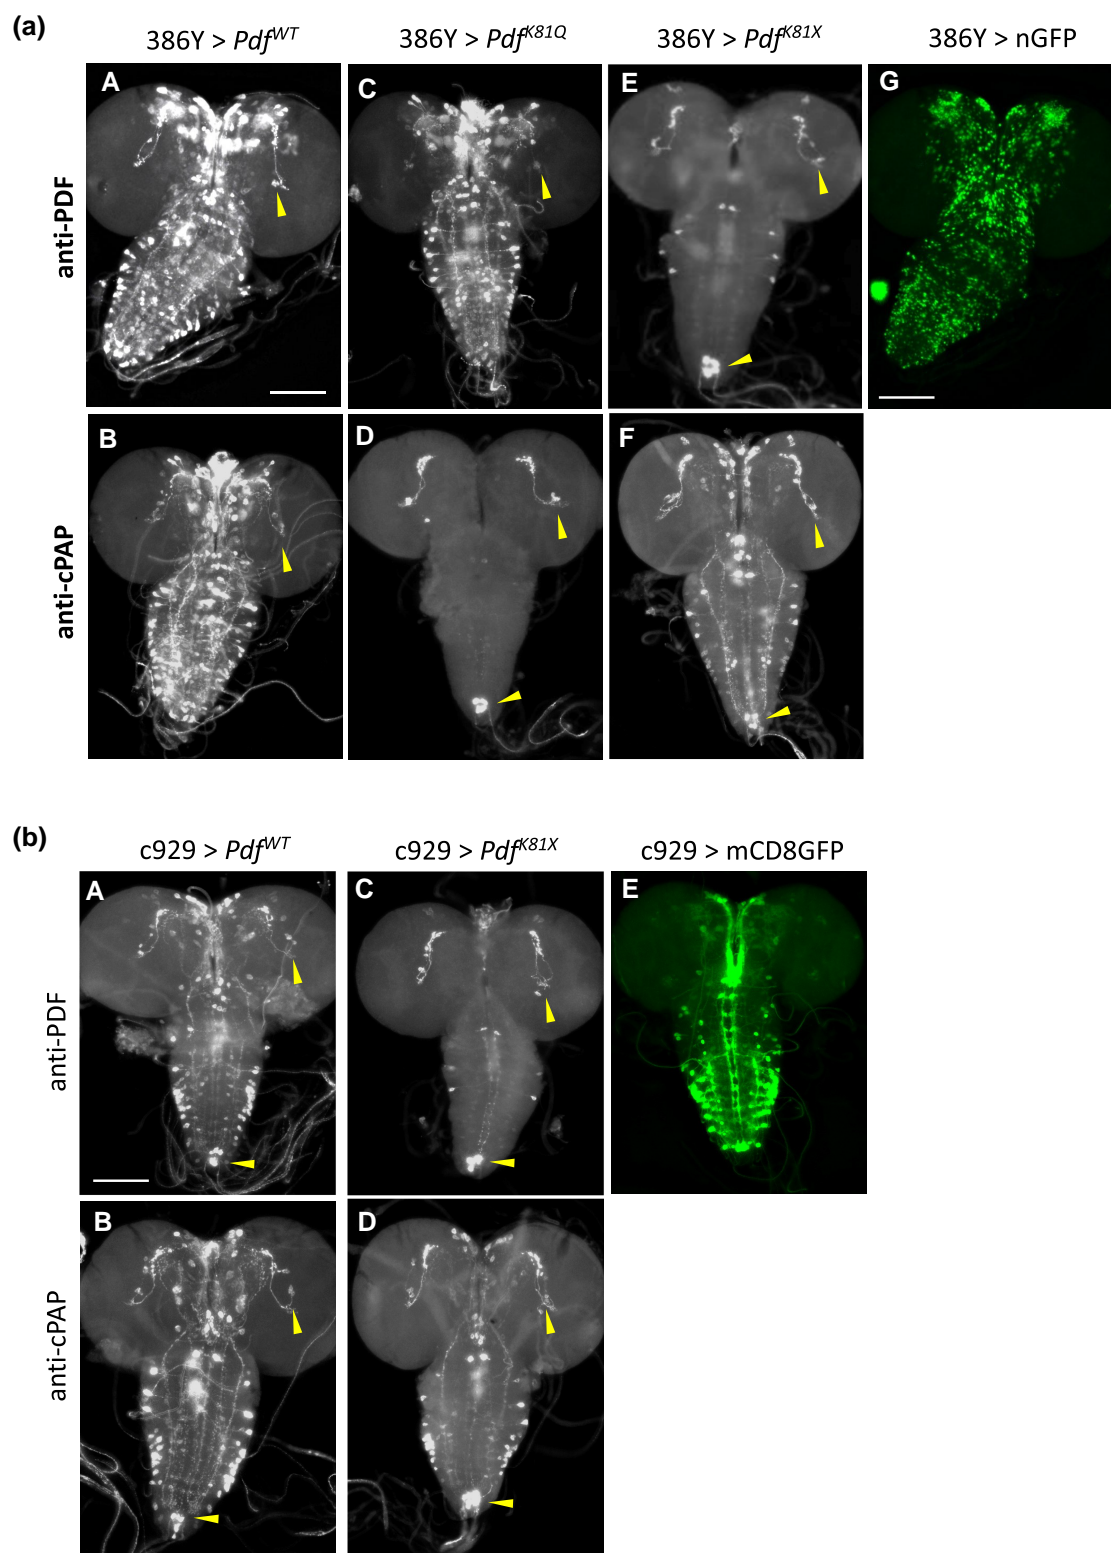 (a)
386Y > Pdf^WT 386Y > Pdf^K81Q 386Y > Pdf^K81X 386Y > nGFP
anti-PDF
A C E G
anti-cPAP
B D F
(b)
c929 > Pdf^WT c929 > Pdf^K81X c929 > mCD8GFP
anti-PDF
A C E
anti-cPAP
B D